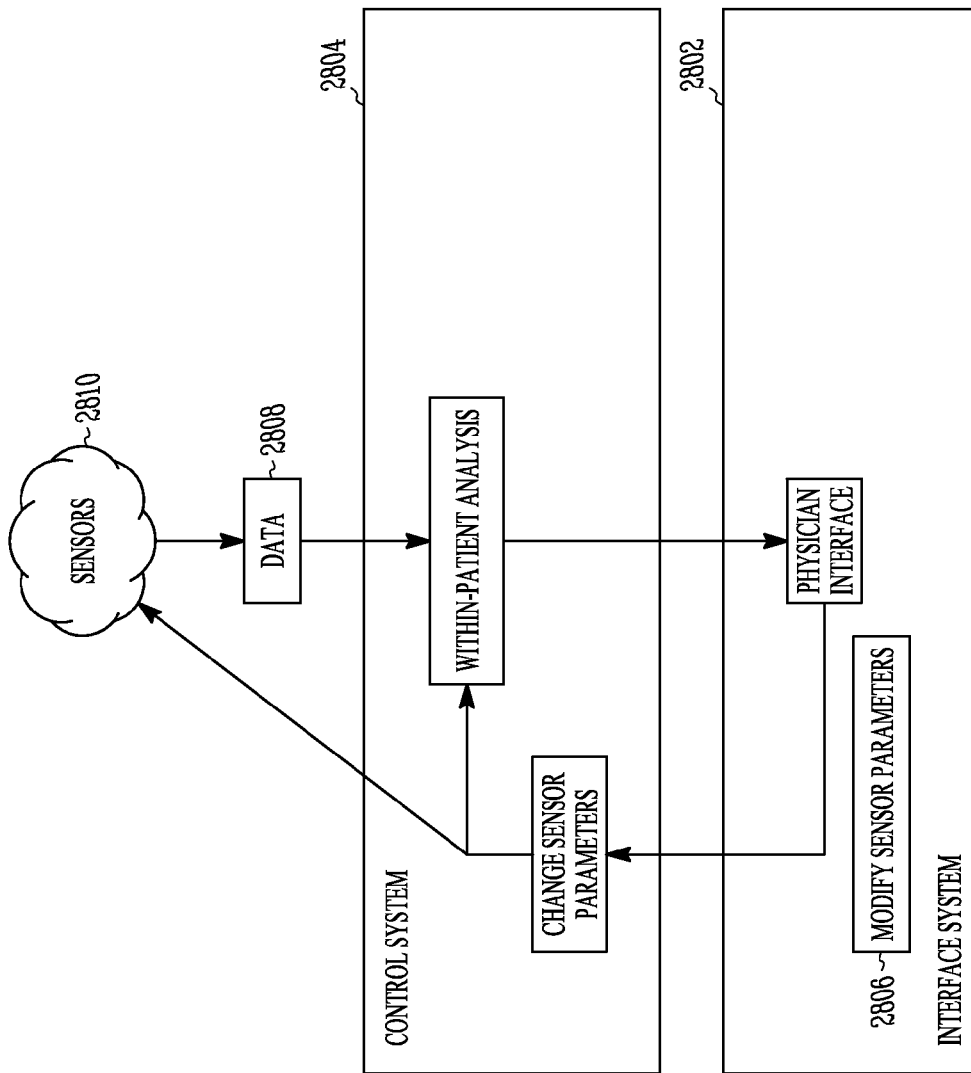 SENSORS
2810
DATA
2808
2804
CONTROL SYSTEM
WITHIN-PATIENT ANALYSIS
CHANGE SENSOR
PARAMETERS
2802
PHYSICIAN
INTERFACE
2806
MODIFY SENSOR PARAMETERS
INTERFACE SYSTEM